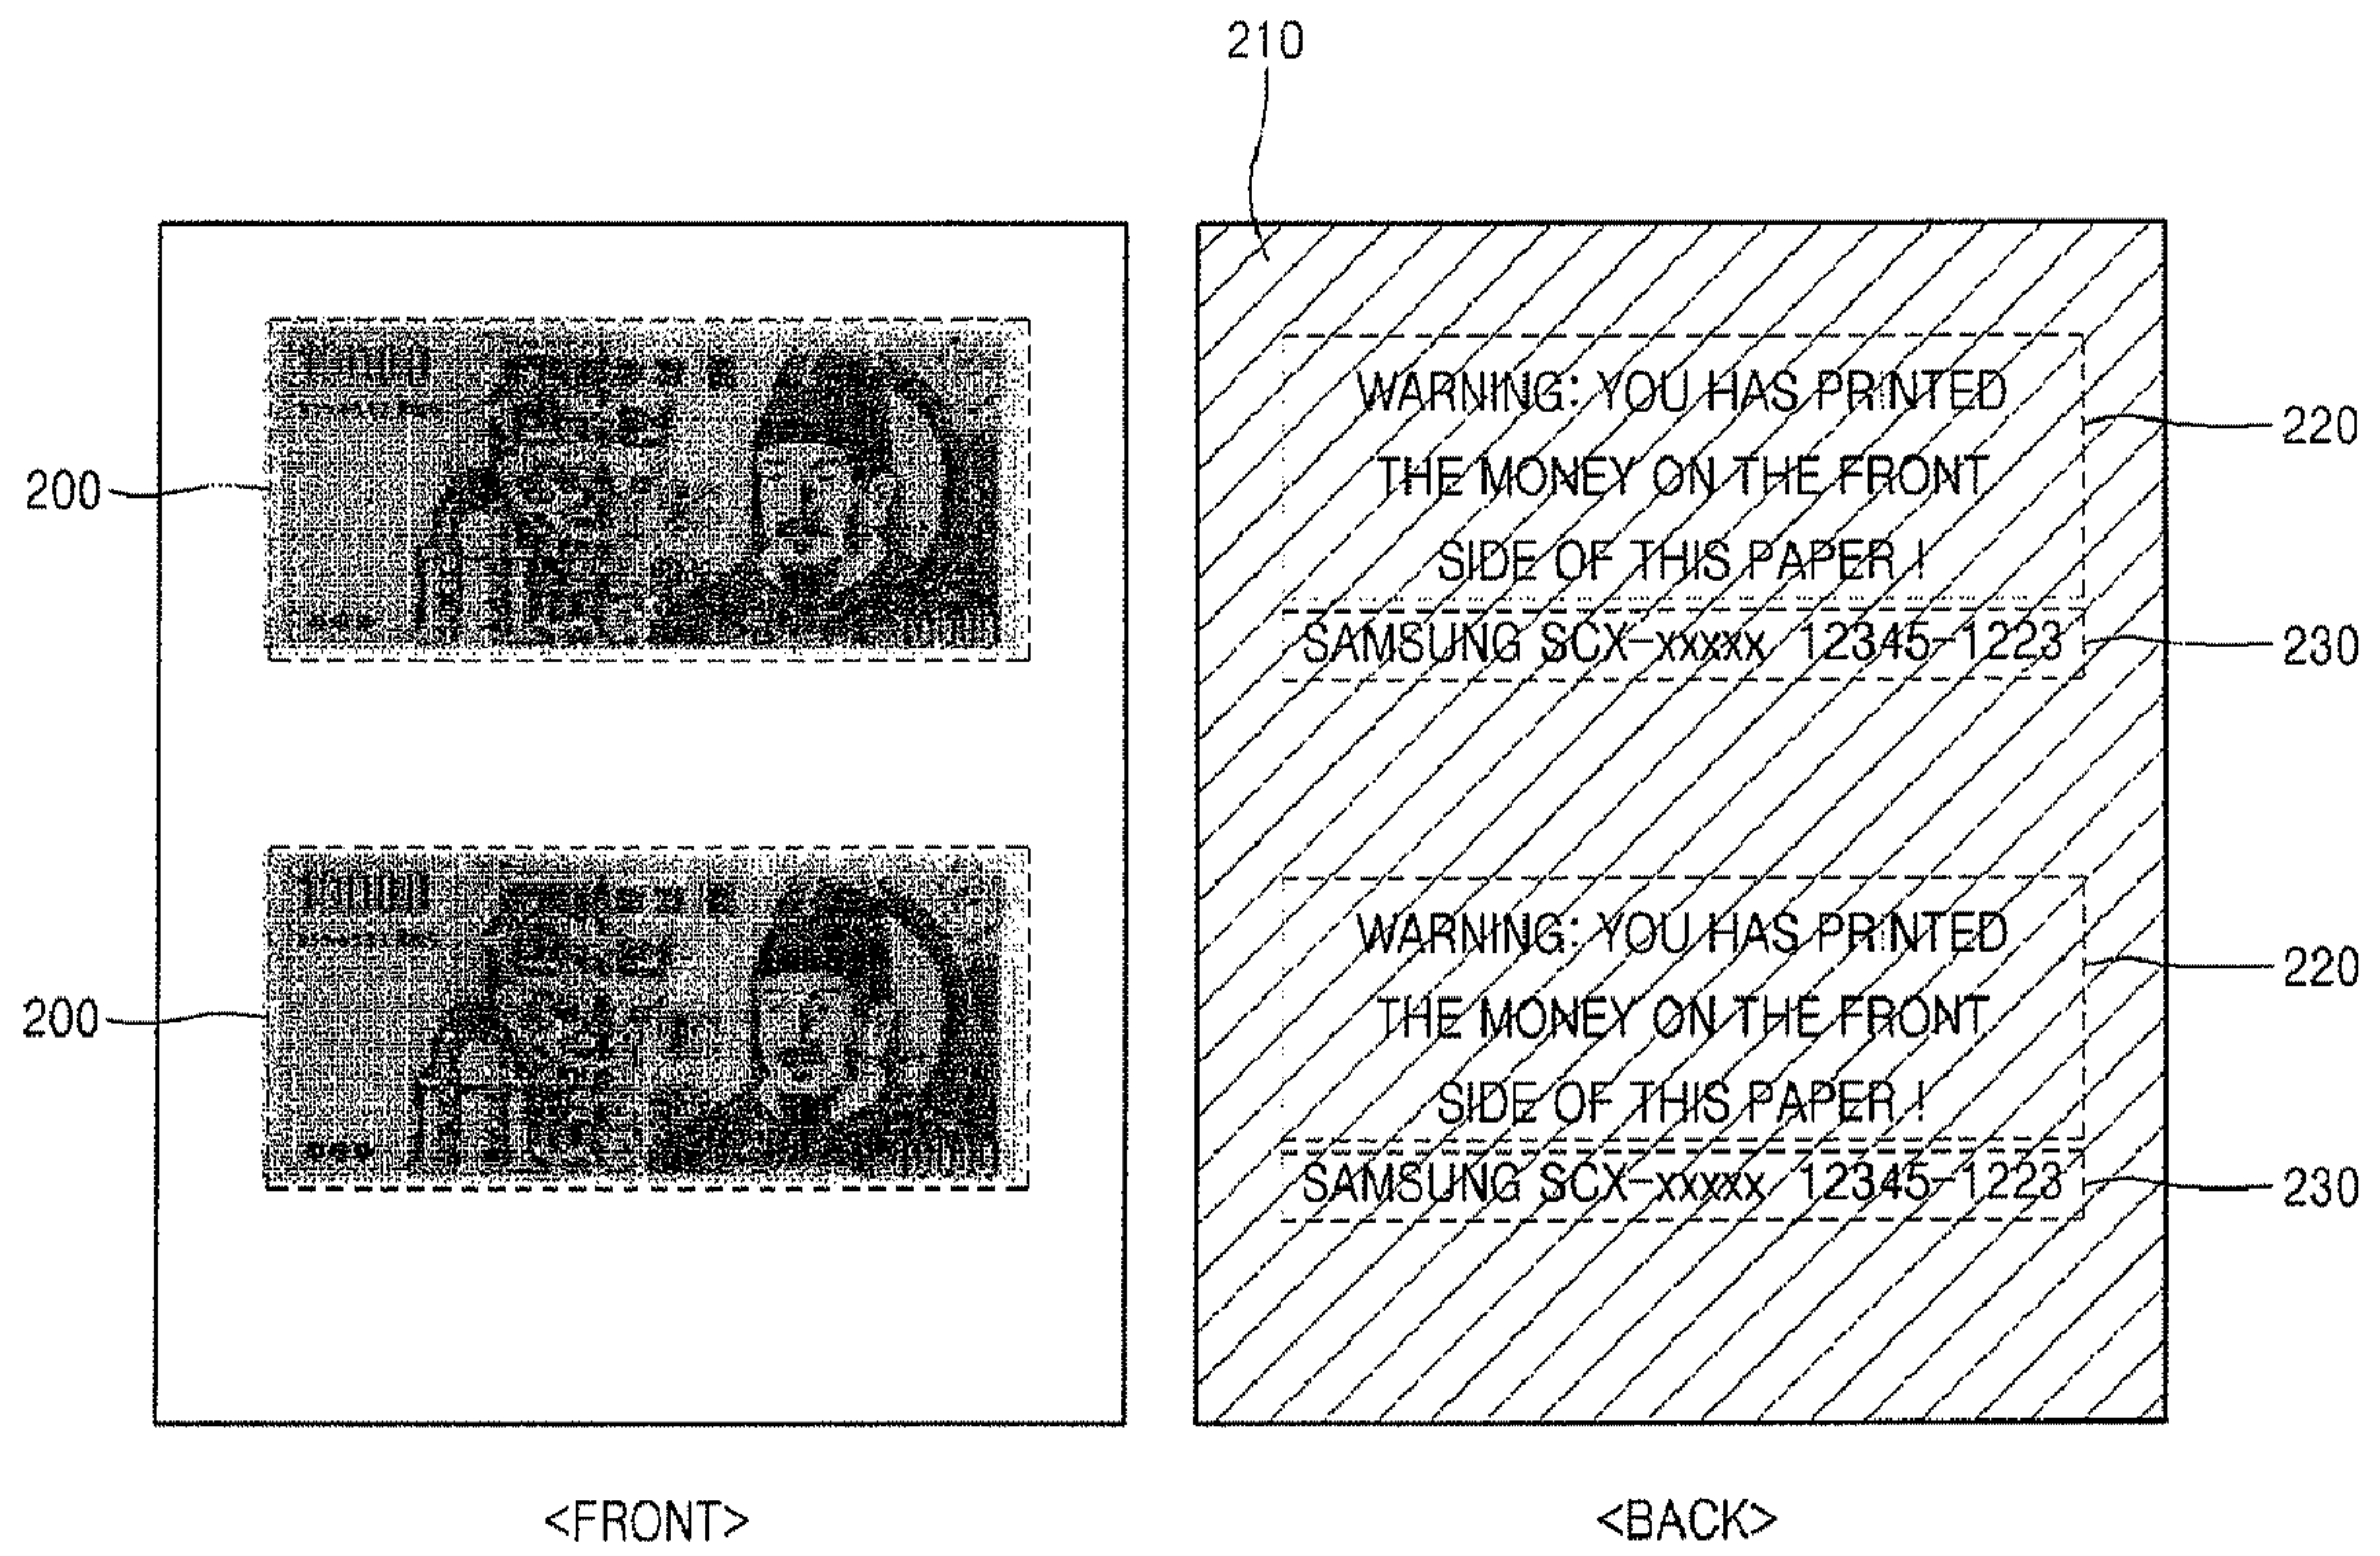 210
200
200
WARNING: YOU HAS PRINTED
THE MONEY ON THE FRONT
SIDE OF THIS PAPER !
SAMSUNG SCX-xxxxx 12345-1223
220
230
WARNING: YOU HAS PRINTED
THE MONEY ON THE FRONT
SIDE OF THIS PAPER !
SAMSUNG SCX-xxxxx 12345-1223
220
230
<FRONT>
<BACK>